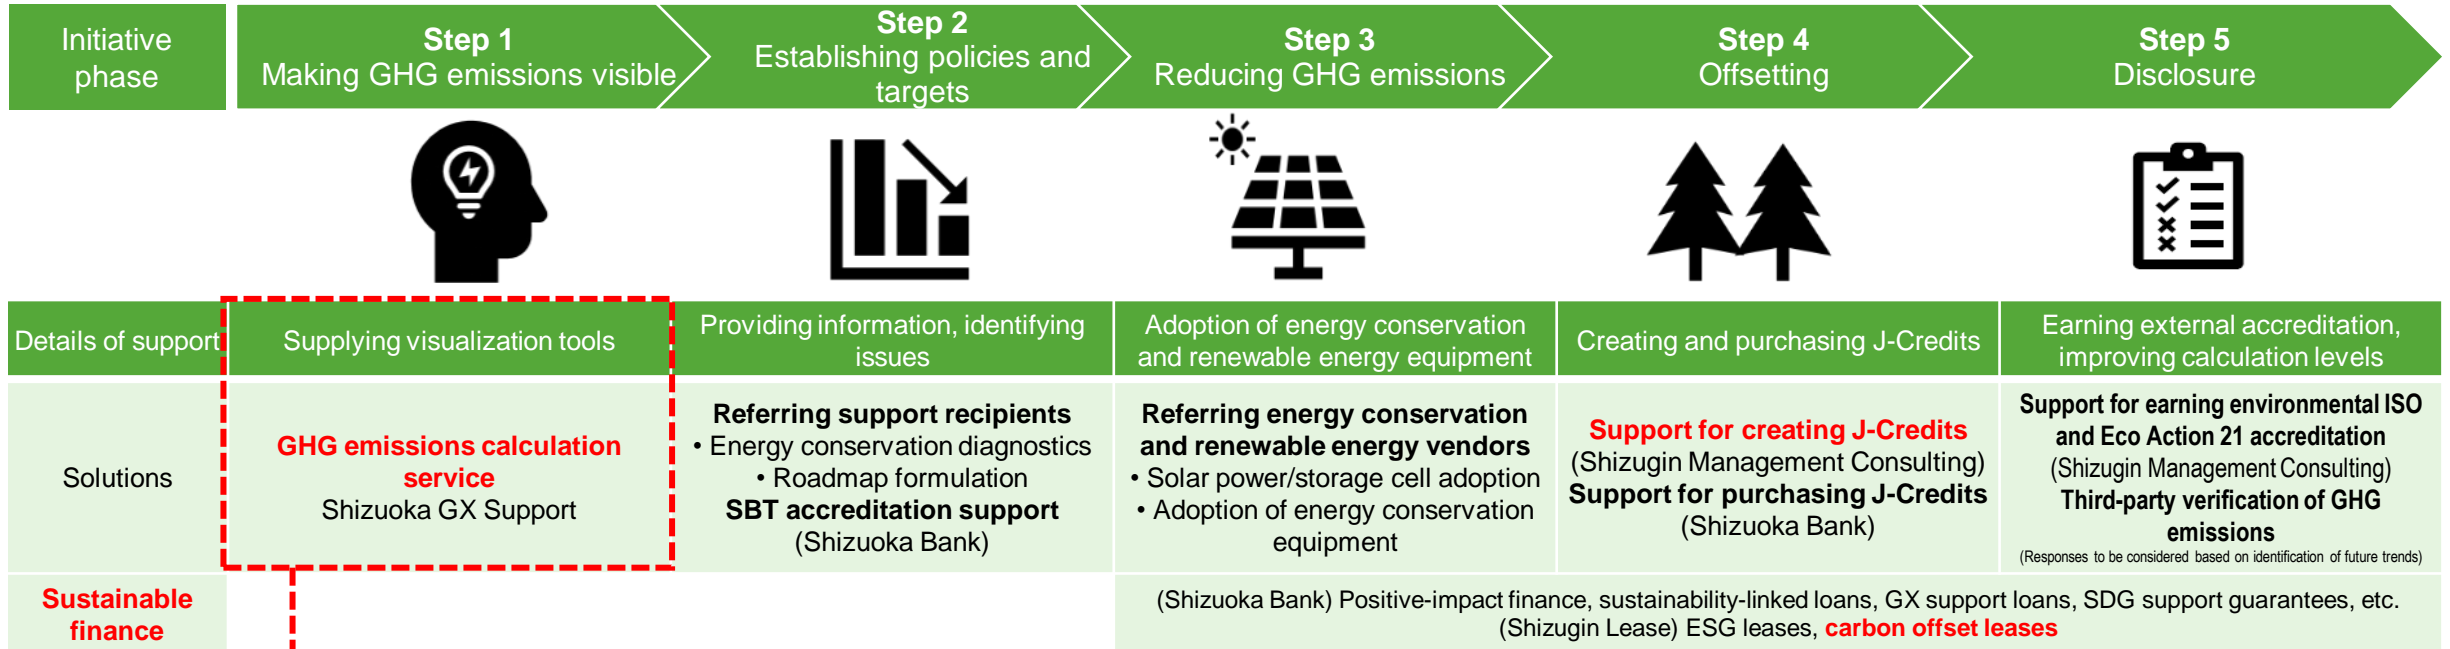 Initiative
phase
Step 1
Making GHG emissions visible
Step 2
Establishing policies and
targets
Step 3
Reducing GHG emissions
Step 4
Offsetting
Step 5
Disclosure
Details of support
Supplying visualization tools
Providing information, identifying
issues
Adoption of energy conservation
and renewable energy equipment
Creating and purchasing J-Credits
Earning external accreditation,
improving calculation levels
Solutions
GHG emissions calculation
service
Shizuoka GX Support
Referring support recipients
• Energy conservation diagnostics
• Roadmap formulation
SBT accreditation support
(Shizuoka Bank)
Referring energy conservation
and renewable energy vendors
• Solar power/storage cell adoption
• Adoption of energy conservation
equipment
Support for creating J-Credits
(Shizugin Management Consulting)
Support for purchasing J-Credits
(Shizuoka Bank)
Support for earning environmental ISO
and Eco Action 21 accreditation
(Shizugin Management Consulting)
Third-party verification of GHG
emissions
(Responses to be considered based on identification of future trends)
Sustainable
finance
(Shizuoka Bank) Positive-impact finance, sustainability-linked loans, GX support loans, SDG support guarantees, etc.
(Shizugin Lease) ESG leases, carbon offset leases